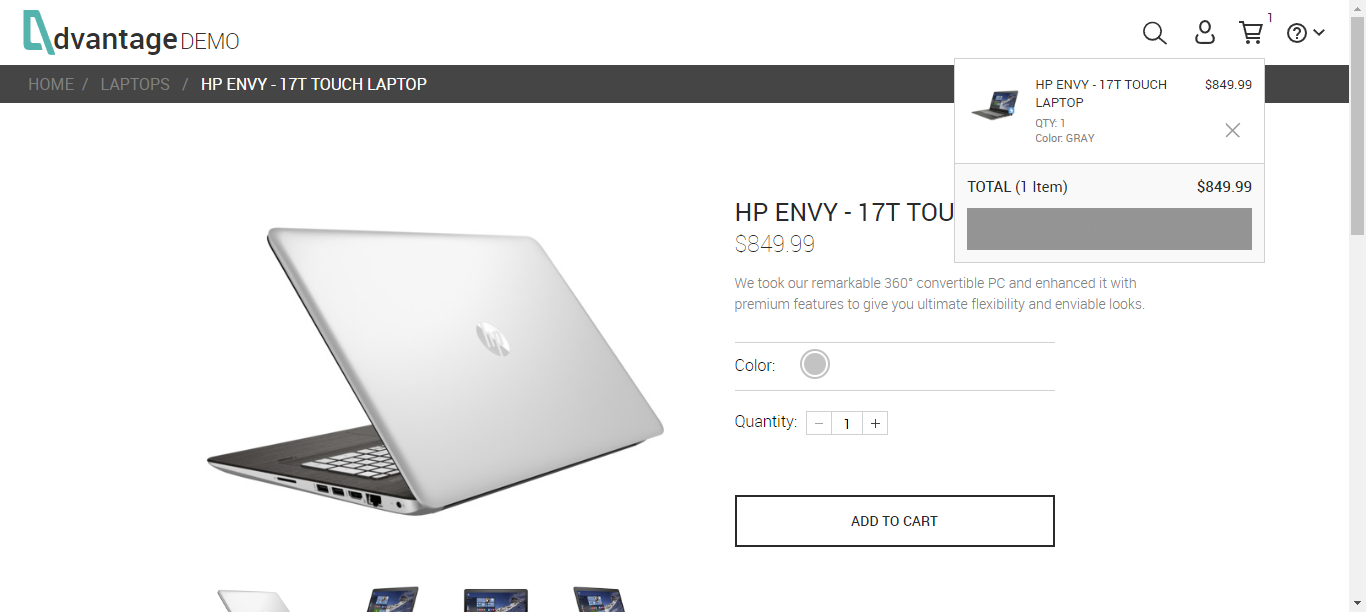 dvantage DEMO
1
HOME / LAPTOPS / HP ENVY - 17T TOUCH LAPTOP
HP ENVY - 17T TOUCH LAPTOP $849.99
QTY: 1
Color: GRAY
TOTAL (1 Item) $849.99
HP ENVY - 17T TOU
$849.99
We took our remarkable 360° convertible PC and enhanced it with
premium features to give you ultimate flexibility and enviable looks.
Color:
Quantity: − 1 +
ADD TO CART